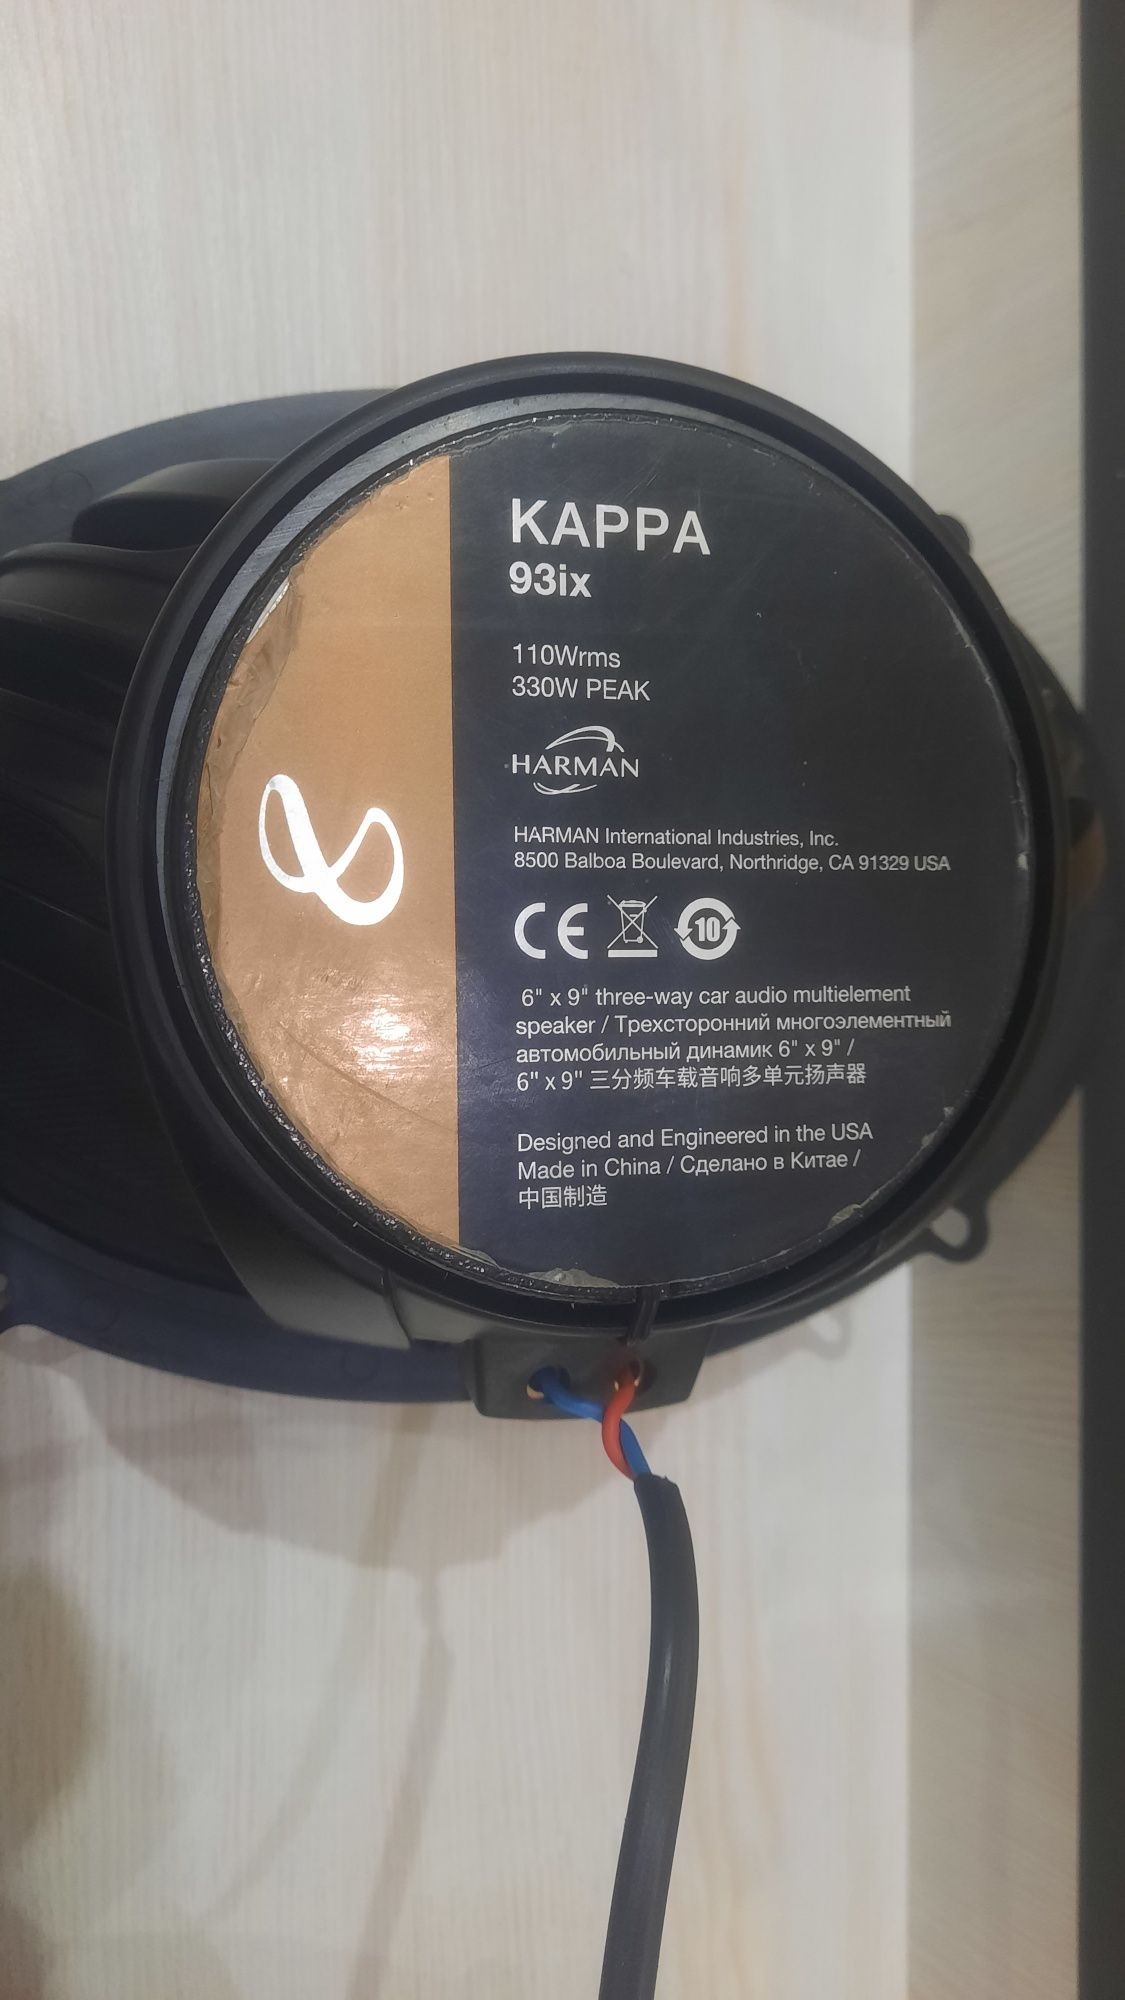 KAPPA
93ix
110Wrms
330W PEAK
HARMAN
HARMAN International Industries, Inc.
8500 Balboa Boulevard, Northridge, CA 91329 USA
CE 10
6" x 9" three-way car audio multielement
speaker / Трехсторонний многоэлементный
автомобильный динамик 6" x 9" /
6" x 9" 三分频车载音响多单元扬声器
Designed and Engineered in the USA
Made in China / Сделано в Китае /
中国制造